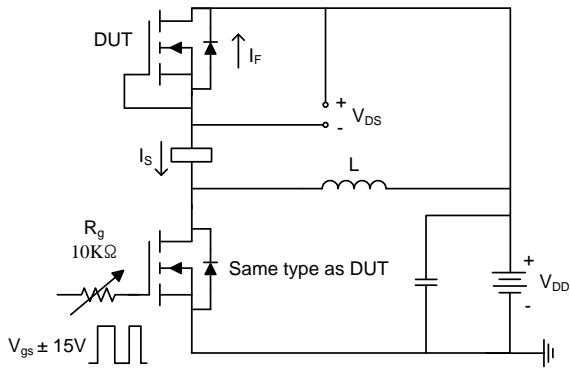 DUT
I_F
+
V_DS
-
I_S
L
R_g
10KΩ
Same type as DUT
+
V_DD
-
V_gs ± 15V